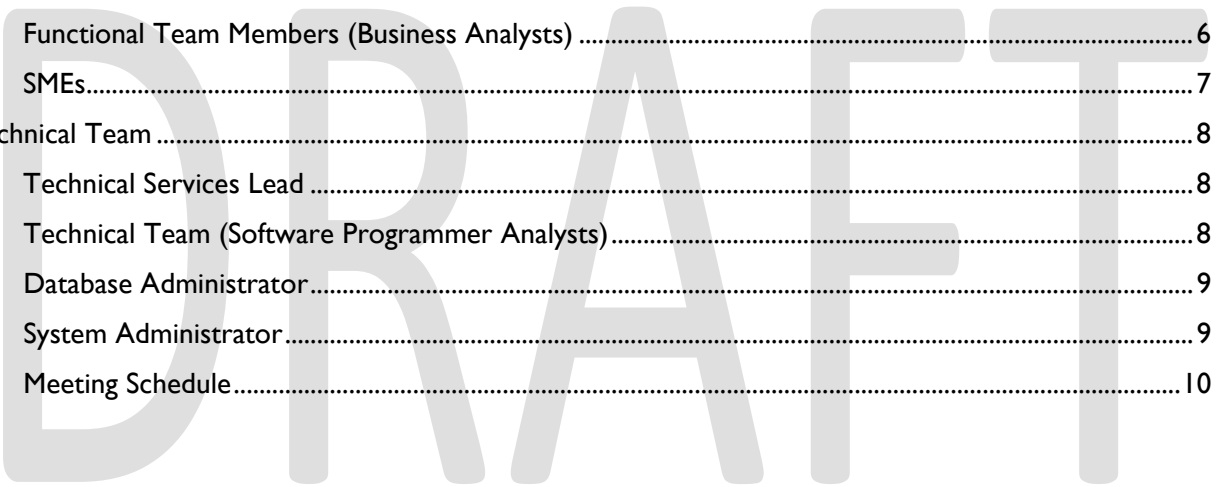 Functional Team Members (Business Analysts) ........................ 6
SMEs........................ 7
chnical Team ........................ 8
Technical Services Lead ........................ 8
Technical Team (Software Programmer Analysts)........................ 8
Database Administrator........................ 9
System Administrator........................ 9
Meeting Schedule........................ 10
DRAFT